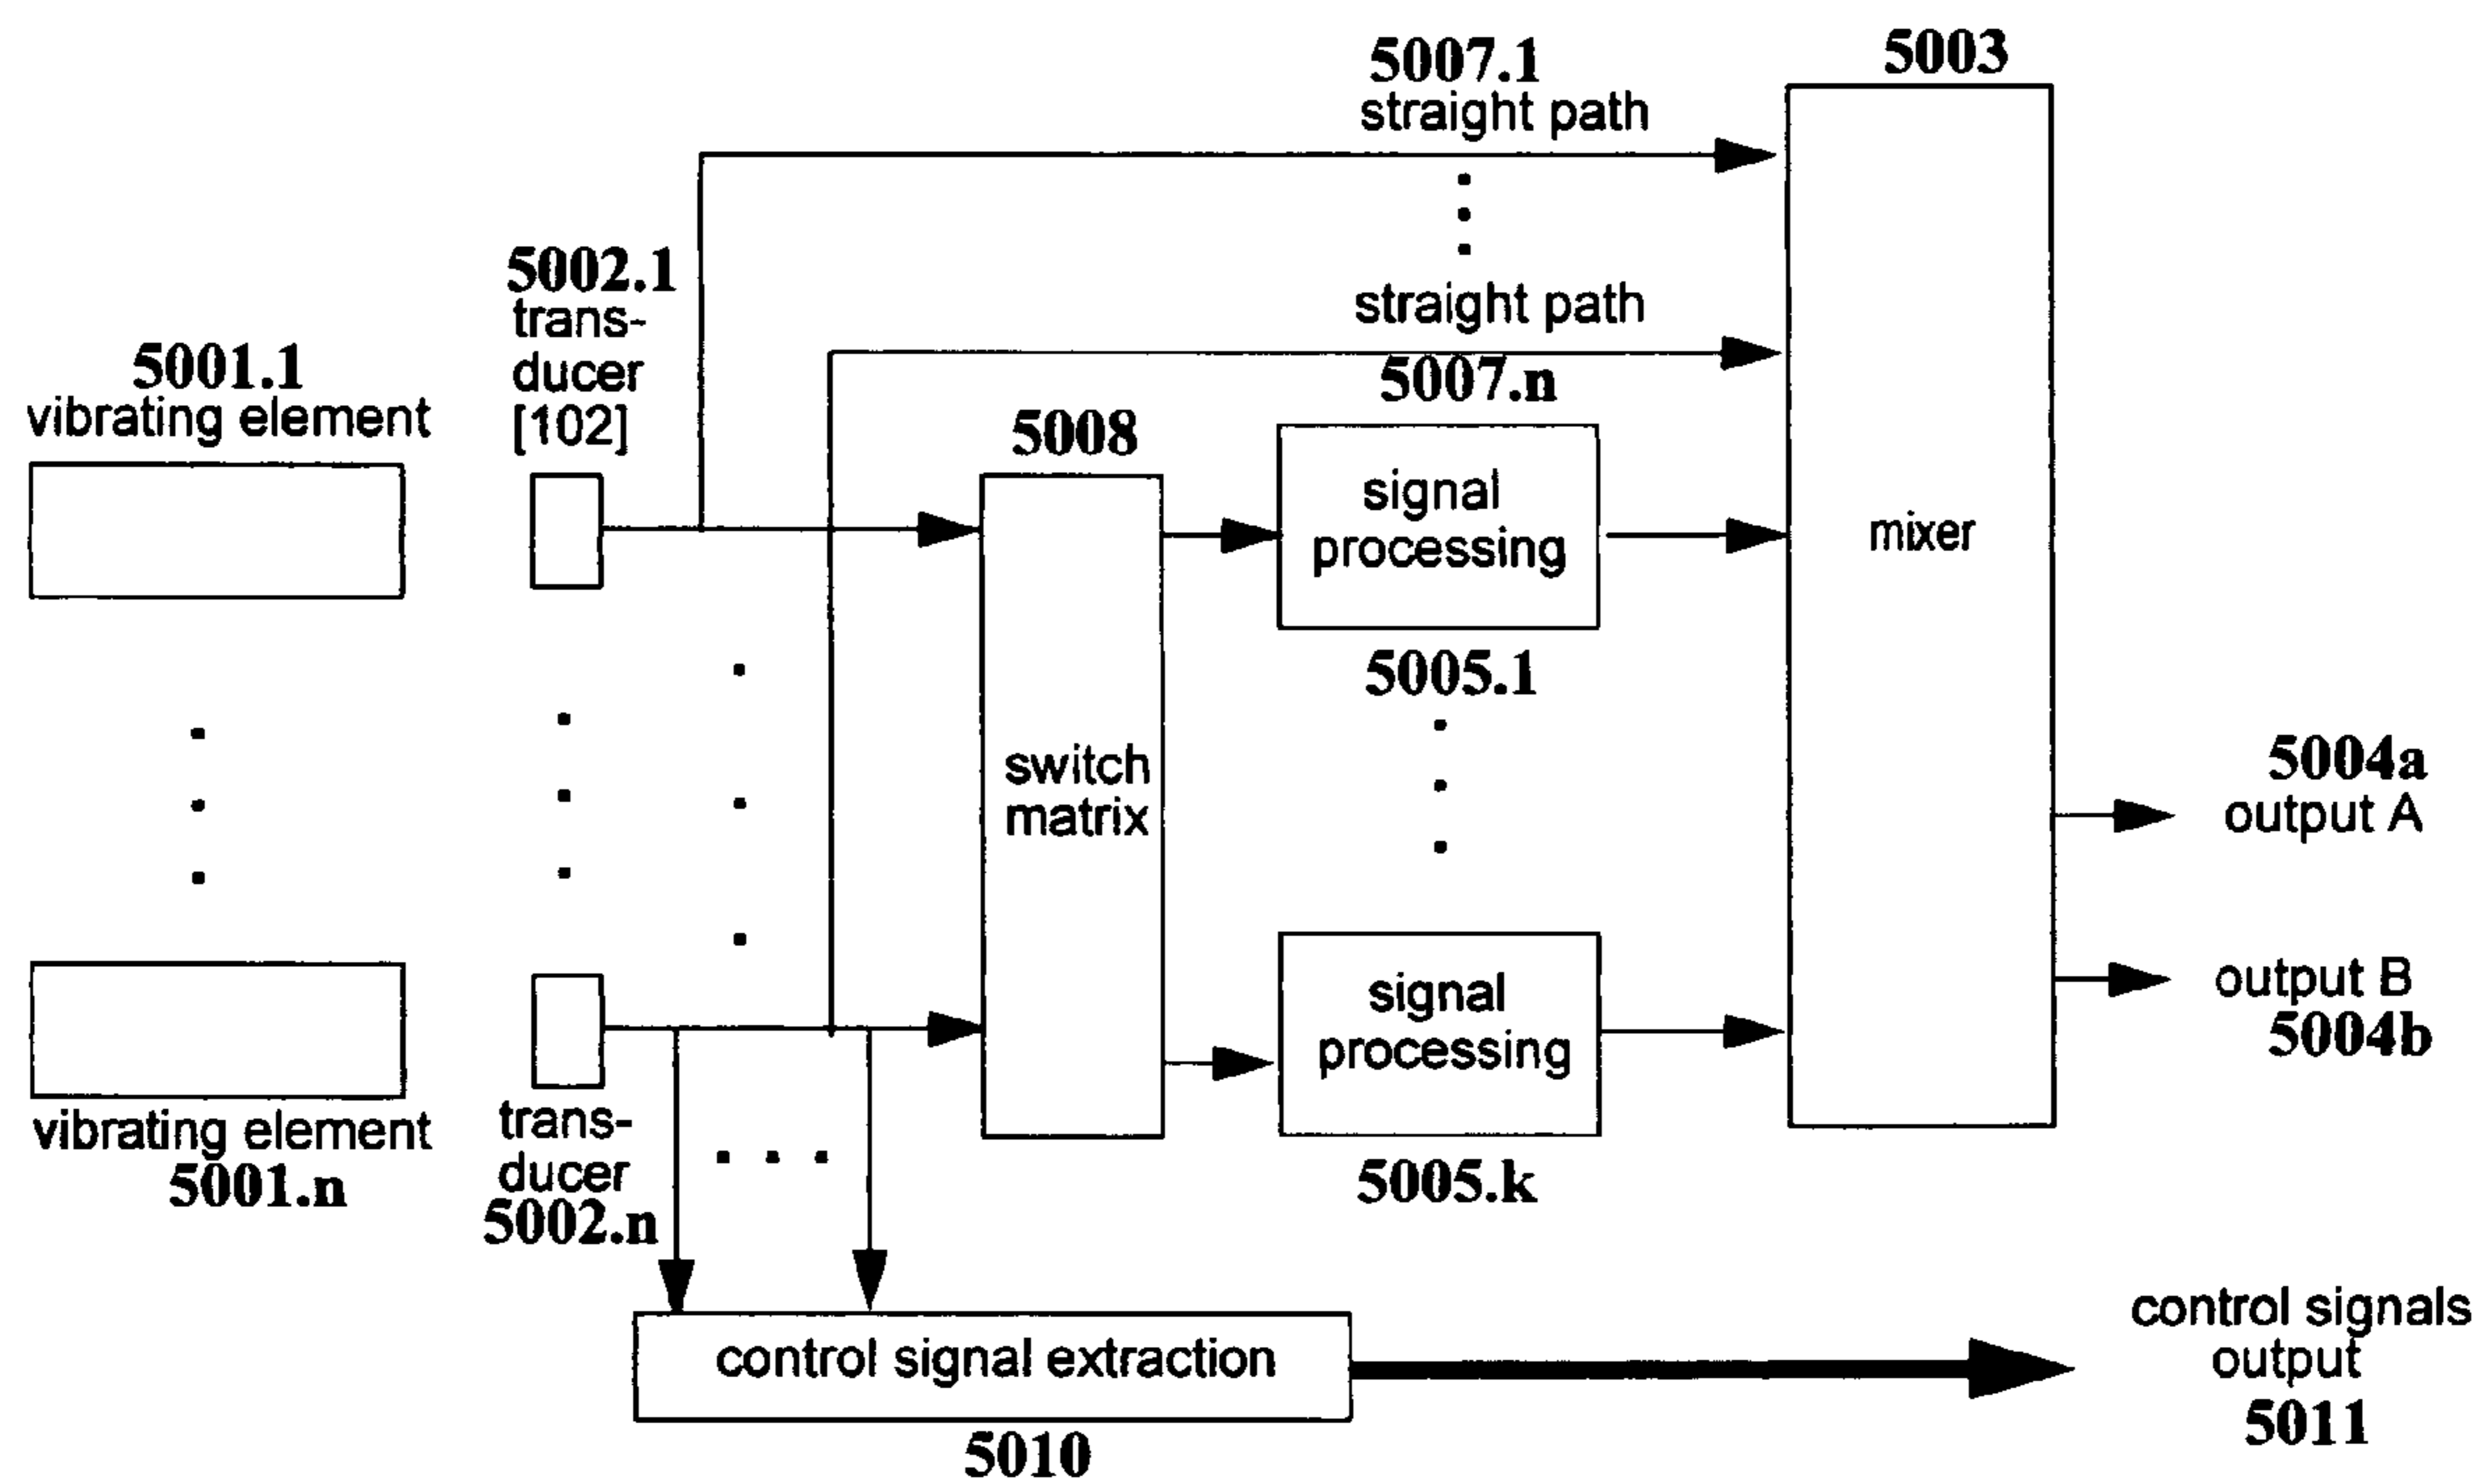 5007.1
straight path
5003
5002.1
trans-
ducer
[102]
straight path
5007.n
5001.1
vibrating element
5008
signal
processing
5005.1
mixer
switch
matrix
5004a
output A
output B
5004b
signal
processing
5005.k
vibrating element
5001.n
trans-
ducer
5002.n
control signal extraction
5010
control signals
output
5011